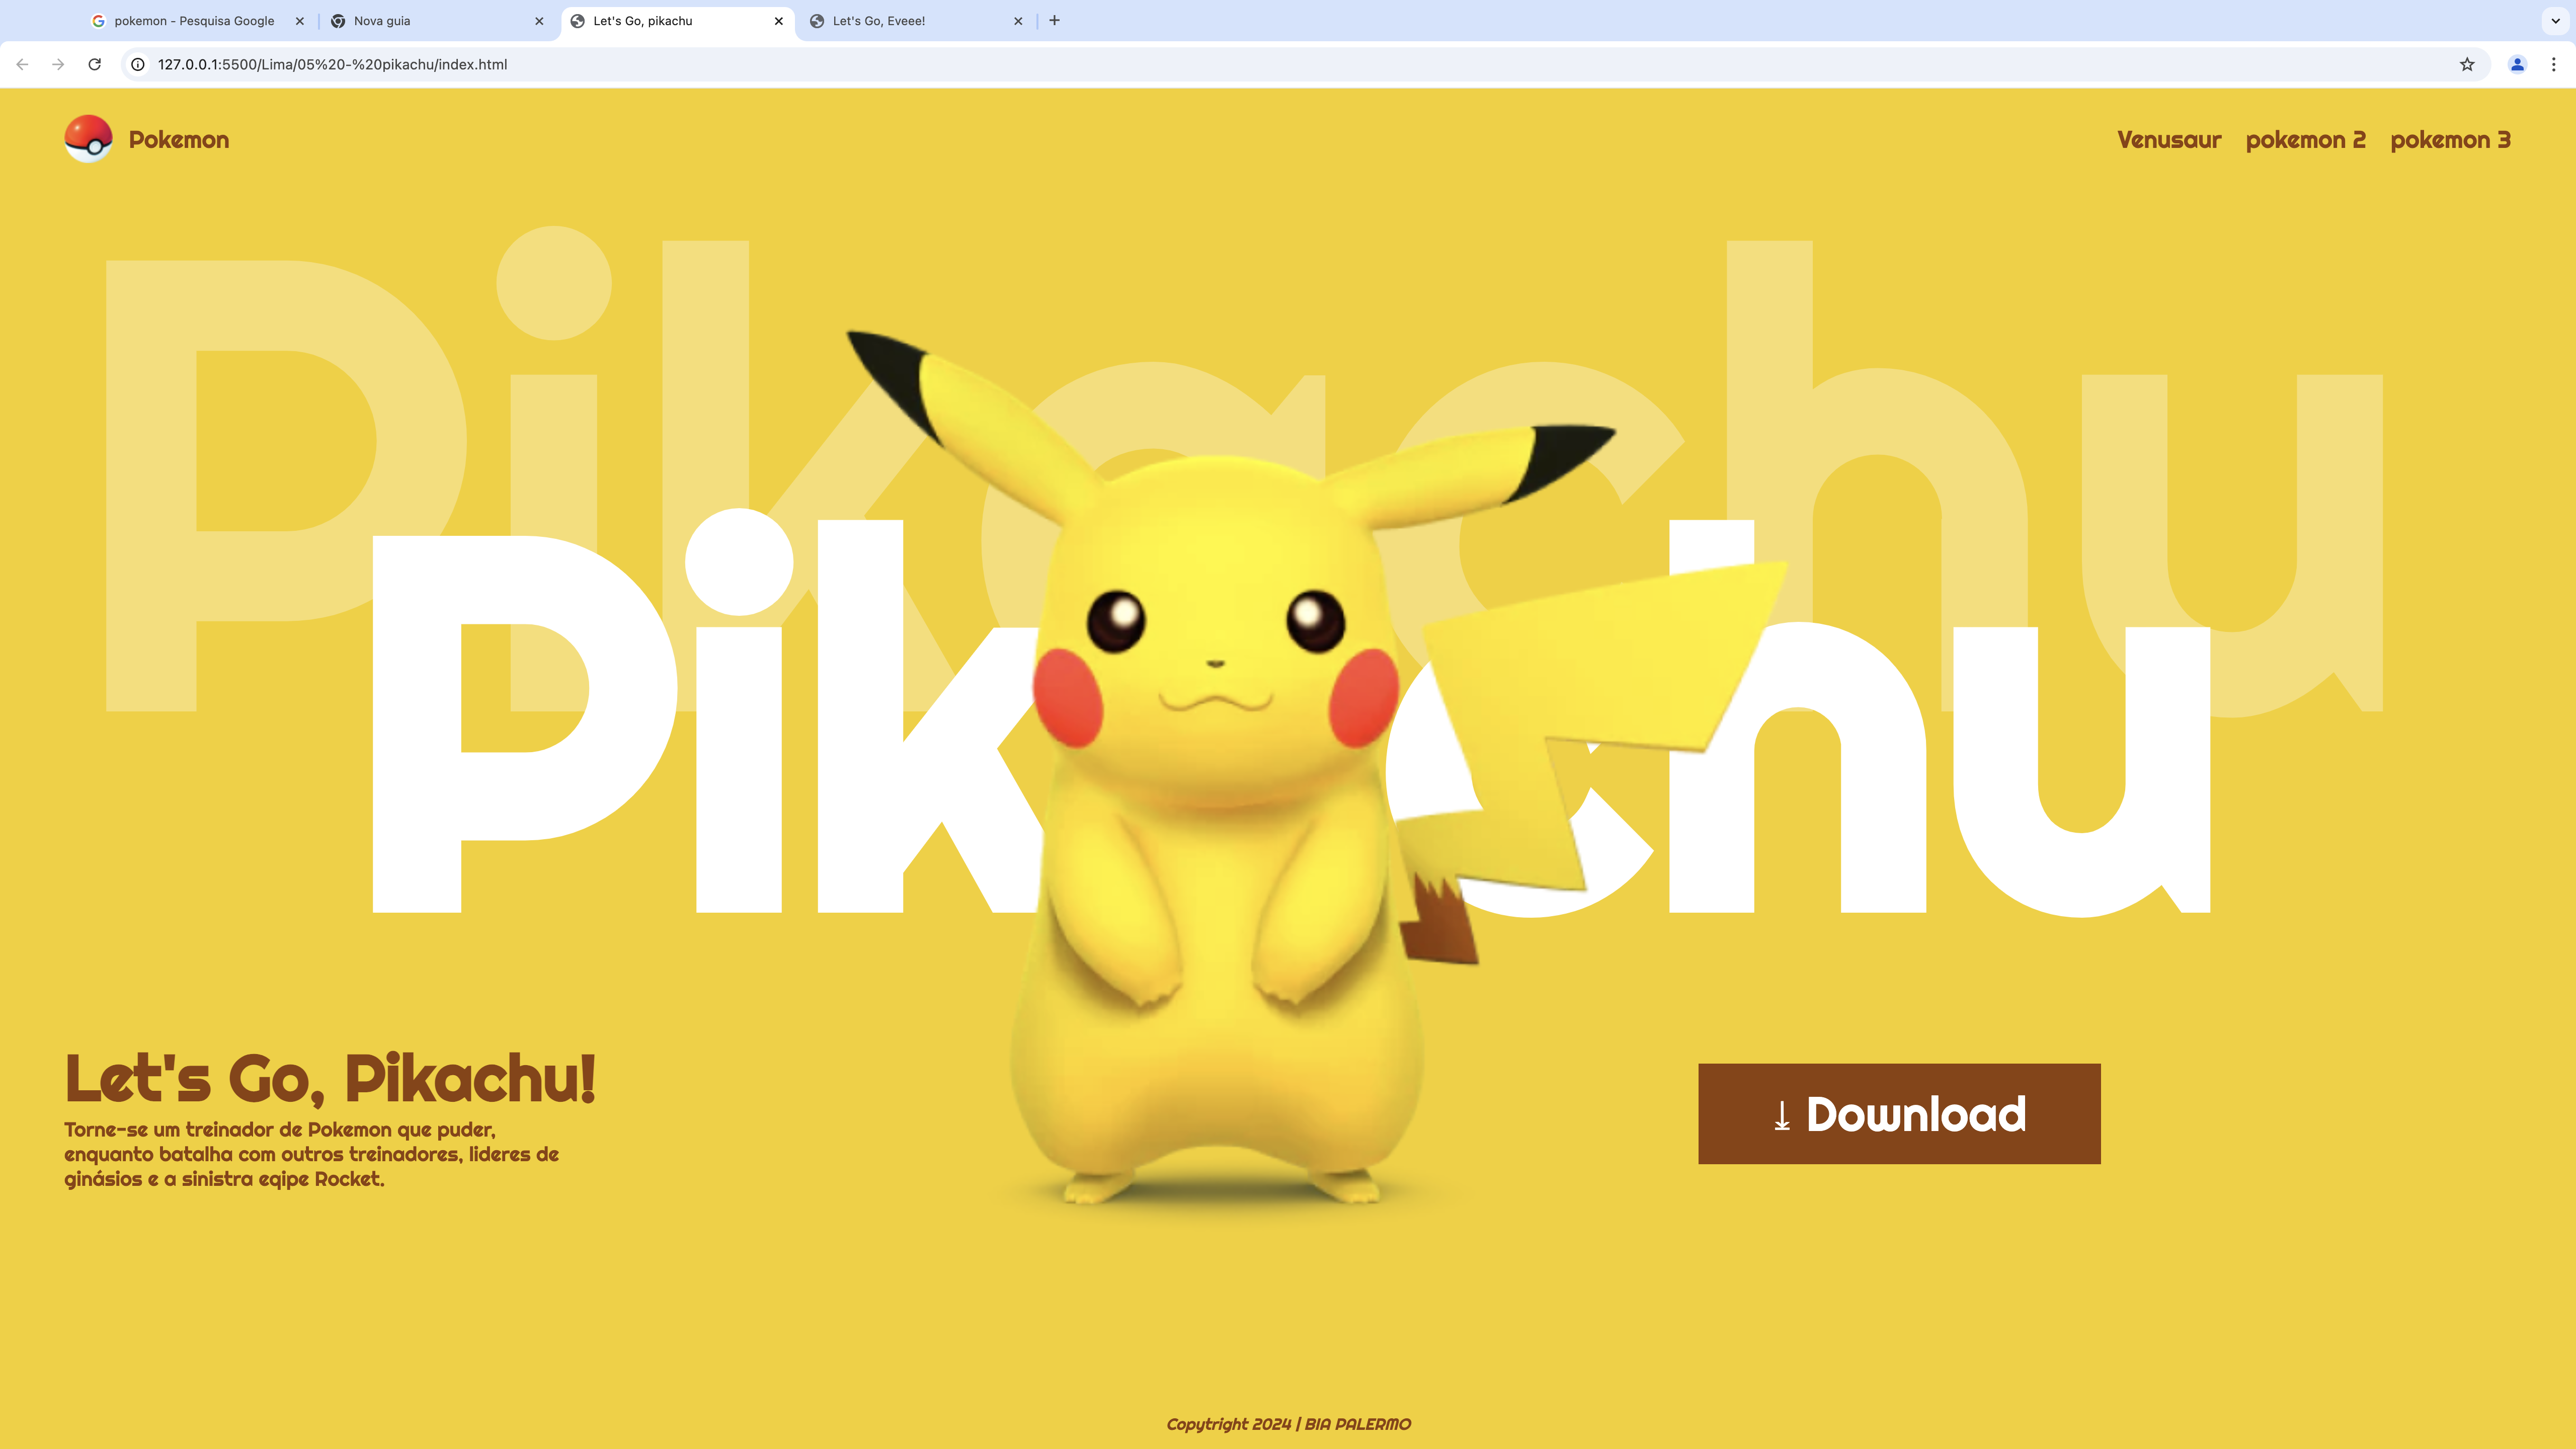 pokemon - Pesquisa Google
Nova guia
Let's Go, pikachu
Let's Go, Eveee!
127.0.0.1:5500/Lima/05%20-%20pikachu/index.html
Pokemon
Venusaur pokemon 2 pokemon 3
Pikachu
Pikachu
Let's Go, Pikachu!
Torne-se um treinador de Pokemon que puder,
enquanto batalha com outros treinadores, lideres de
ginásios e a sinistra eqipe Rocket.
Download
Copytright 2024 | BIA PALERMO